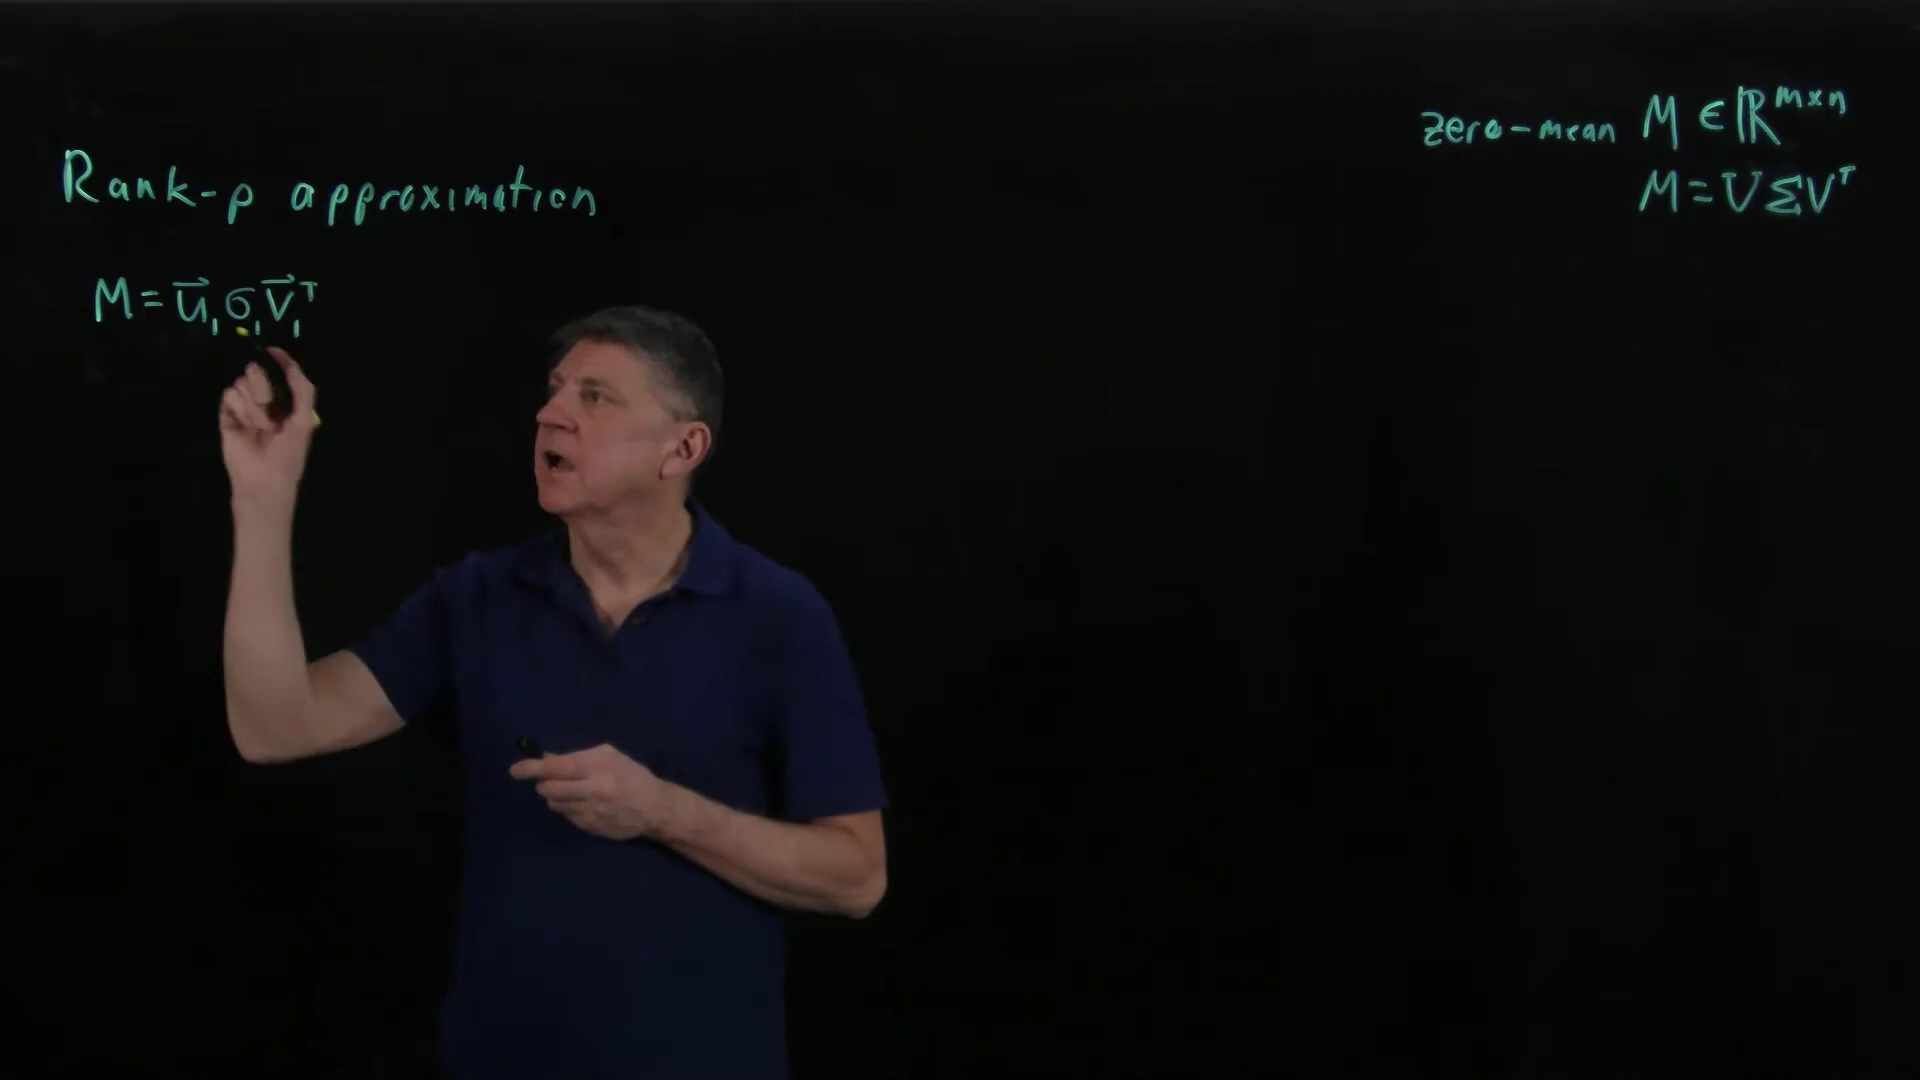 zero-mean M ∈ ℝ^{m×n}
M = UΣV^T
Rank-p approximation
M = u⃗₁σ₁v⃗₁^T